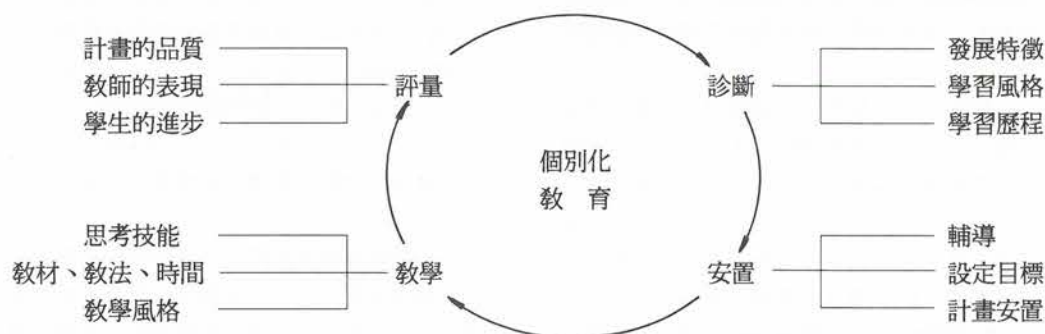 計畫的品質
教師的表現
學生的進步
評量
診斷
發展特徵
學習風格
學習歷程
個別化
教 育
思考技能
教材、教法、時間
教學風格
教學
安置
輔導
設定目標
計畫安置